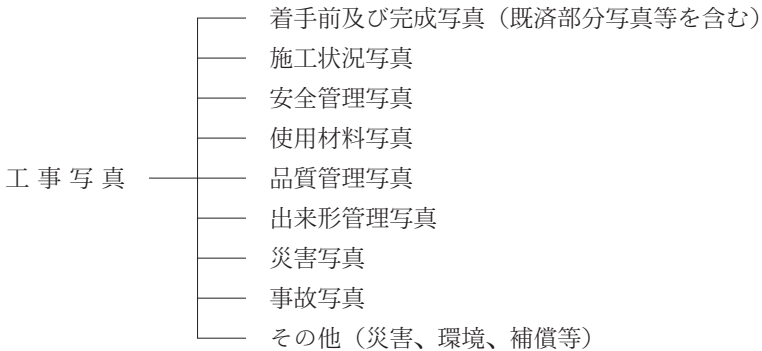 着手前及び完成写真（既済部分写真等を含む）
施工状況写真
安全管理写真
使用材料写真
工事写真
品質管理写真
出来形管理写真
災害写真
事故写真
その他（災害、環境、補償等）